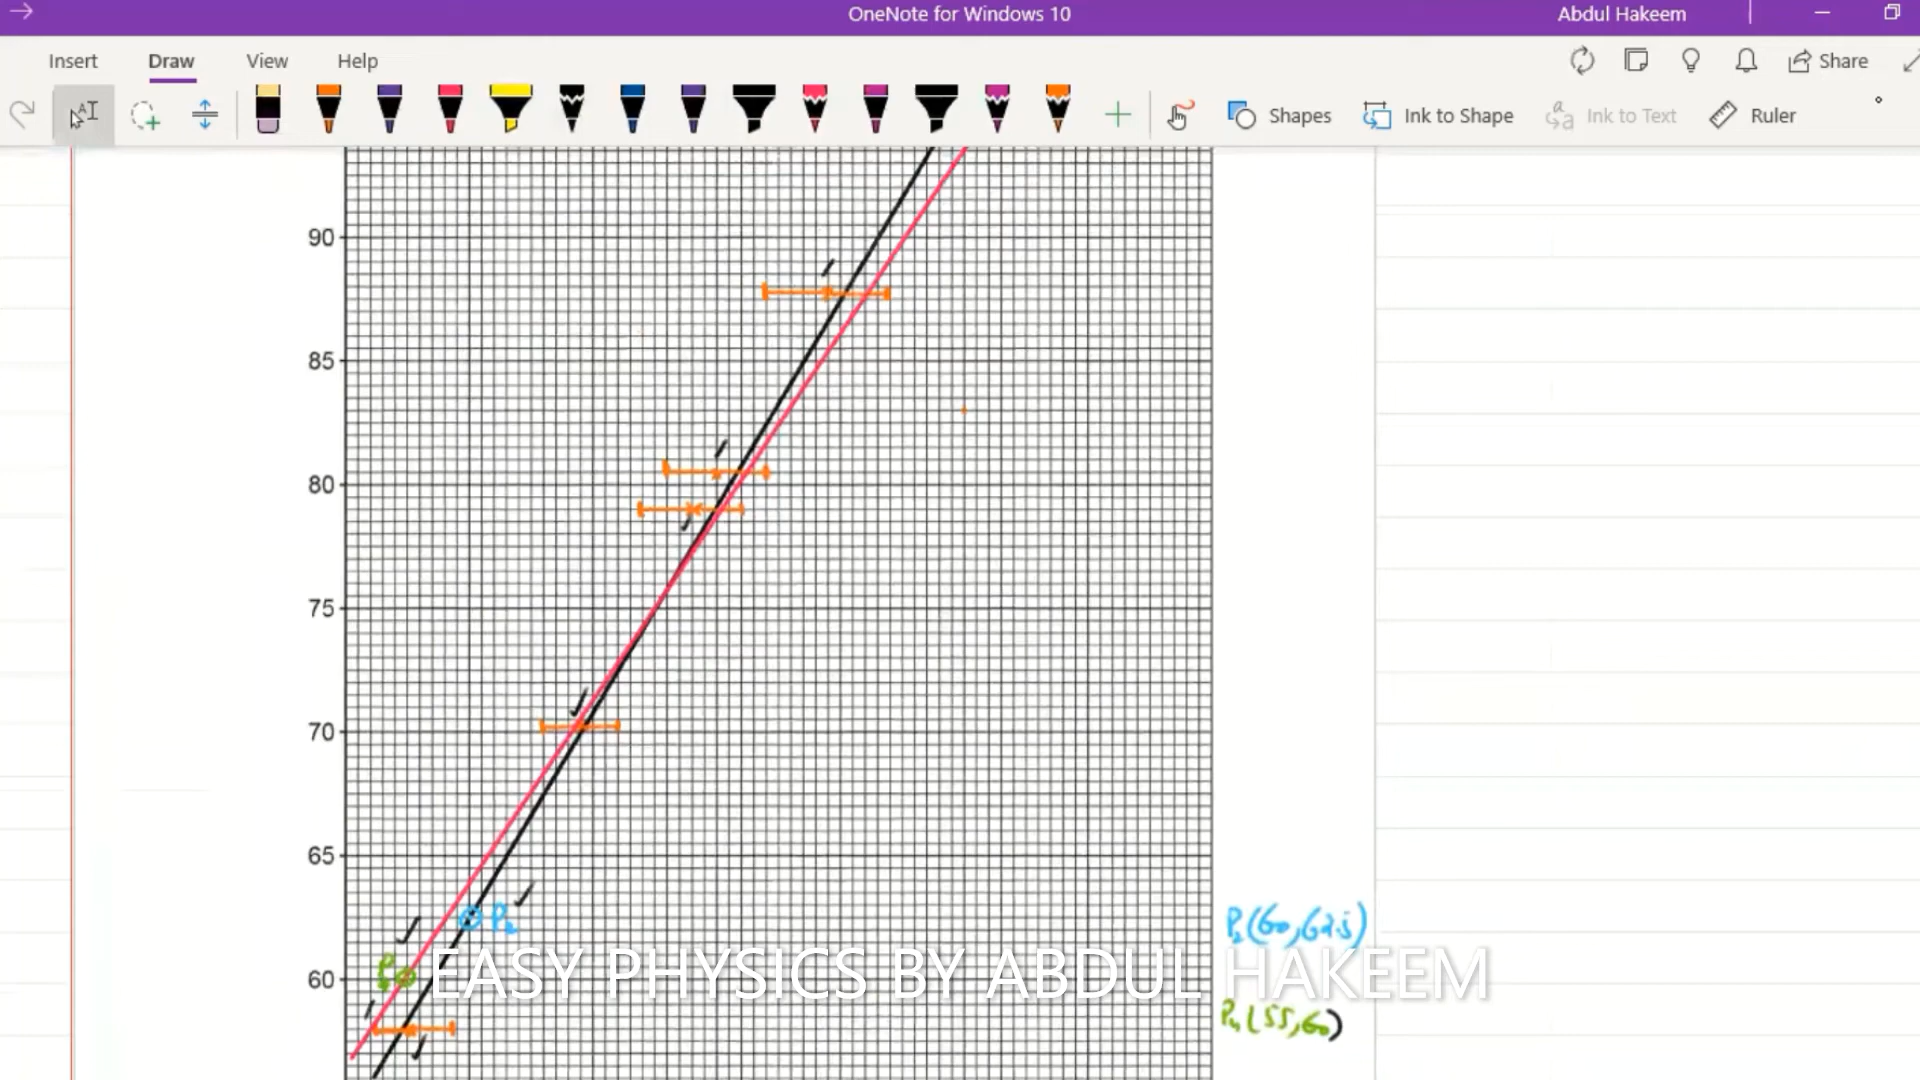 OneNote for Windows 10
Abdul Hakeem
Insert
Draw
View
Help
Share
Shapes
Ink to Shape
Ink to Text
Ruler
90
85
80
75
70
65
60
P2
P2(60,62.5)
EASY PHYSICS BY ABDUL HAKEEM
P4(55,60)